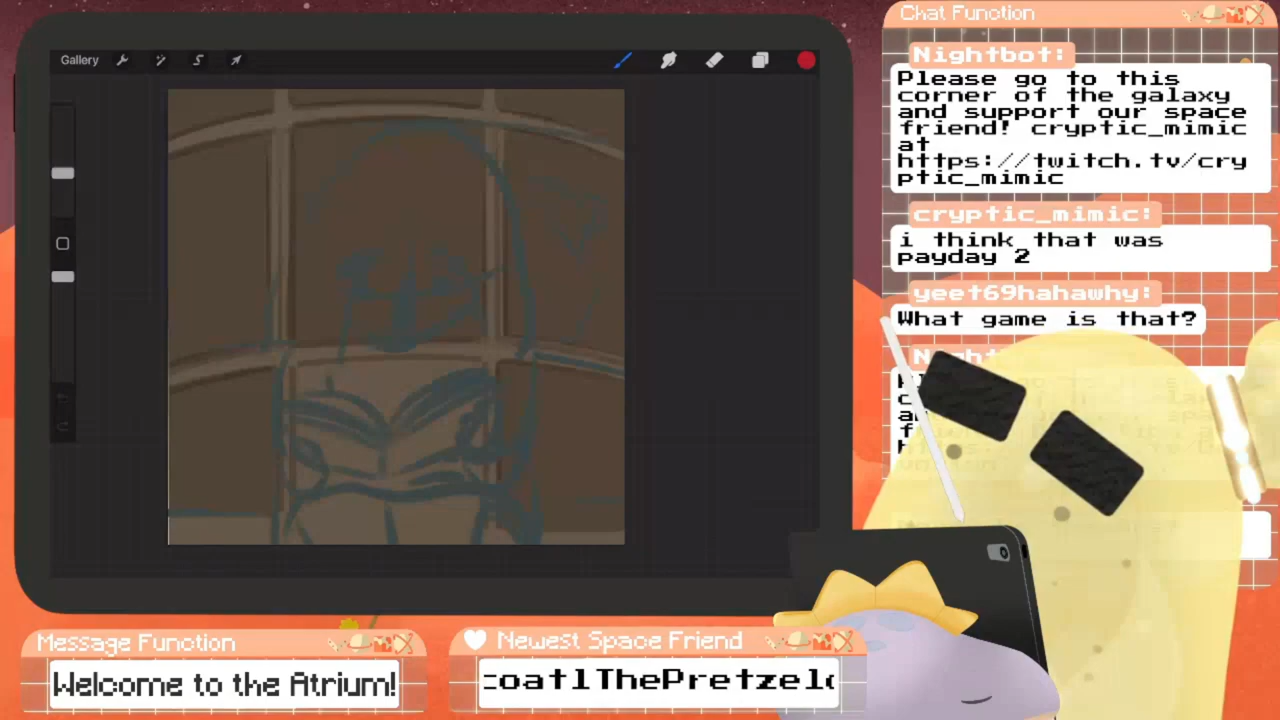 Gallery
Chat Function
Nightbot:
Please go to this
corner of the galaxy
and support our space
friend! cryptic_mimic
at
https://twitch.tv/cry
ptic_mimic
cryptic_mimic:
i think that was
payday 2
yeet69hahawhy:
What game is that?
Message Function
Welcome to the Atrium!
Newest Space Friend
coatlThePretzel